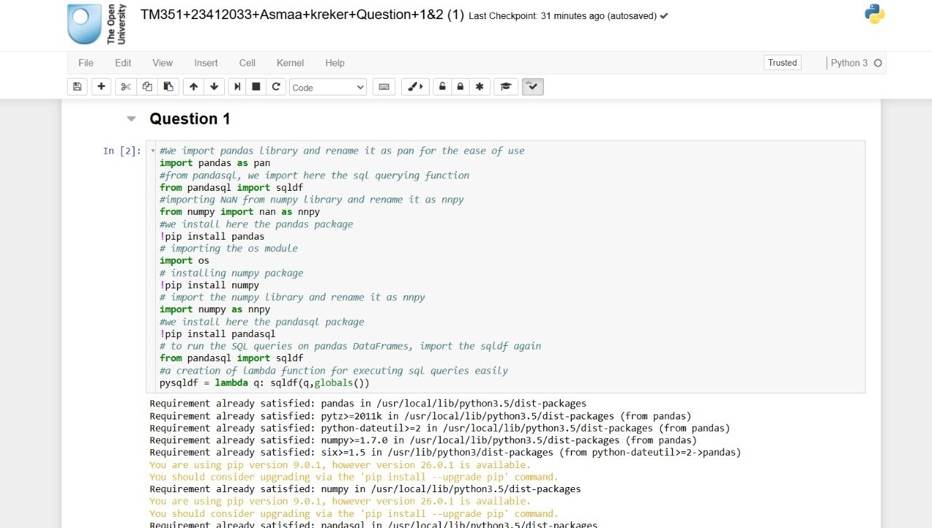 The Open University
TM351+23412033+Asmaa+kreker+Question+1&2 (1) Last Checkpoint: 31 minutes ago (autosaved)
File Edit View Insert Cell Kernel Help Trusted Python 3
Code
Question 1
In [2]: #We import pandas library and rename it as pan for the ease of use
import pandas as pan
#from pandasql, we import here the sql querying function
from pandasql import sqldf
#importing NaN from numpy library and rename it as nnpy
from numpy import nan as nnpy
#we install here the pandas package
!pip install pandas
# importing the os module
import os
# installing numpy package
!pip install numpy
# import the numpy library and rename it as nnpy
import numpy as nnpy
#we install here the pandasql package
!pip install pandasql
# to run the SQL queries on pandas DataFrames, import the sqldf again
from pandasql import sqldf
#a creation of lambda function for executing sql queries easily
pysqldf = lambda q: sqldf(q,globals())
Requirement already satisfied: pandas in /usr/local/lib/python3.5/dist-packages
Requirement already satisfied: pytz>=2011k in /usr/local/lib/python3.5/dist-packages (from pandas)
Requirement already satisfied: python-dateutil>=2 in /usr/local/lib/python3.5/dist-packages (from pandas)
Requirement already satisfied: numpy>=1.7.0 in /usr/local/lib/python3.5/dist-packages (from pandas)
Requirement already satisfied: six>=1.5 in /usr/lib/python3/dist-packages (from python-dateutil>=2->pandas)
You are using pip version 9.0.1, however version 26.0.1 is available.
You should consider upgrading via the 'pip install --upgrade pip' command.
Requirement already satisfied: numpy in /usr/local/lib/python3.5/dist-packages
You are using pip version 9.0.1, however version 26.0.1 is available.
You should consider upgrading via the 'pip install --upgrade pip' command.
Requirement already satisfied: pandasql in /usr/local/lib/python3.5/dist-packages